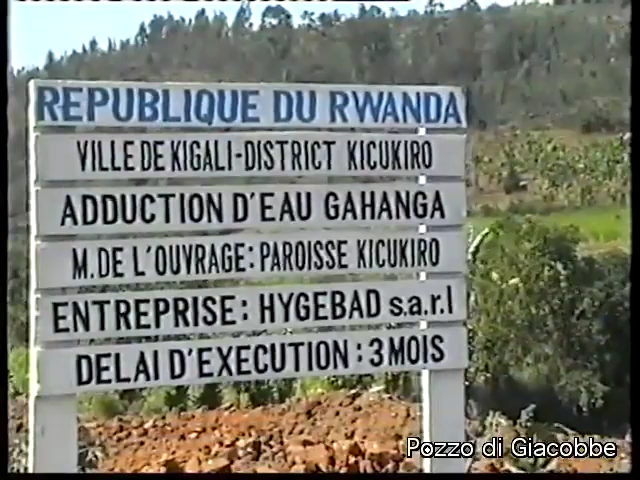 REPUBLIQUE DU RWANDA
VILLE DE KIGALI-DISTRICT KICUKIRO
ADDUCTION D'EAU GAHANGA
M. DE L'OUVRAGE: PAROISSE KICUKIRO
ENTREPRISE: HYGEBAD s.a.r.l
DELAI D'EXECUTION: 3 MOIS
Pozzo di Giacobbe